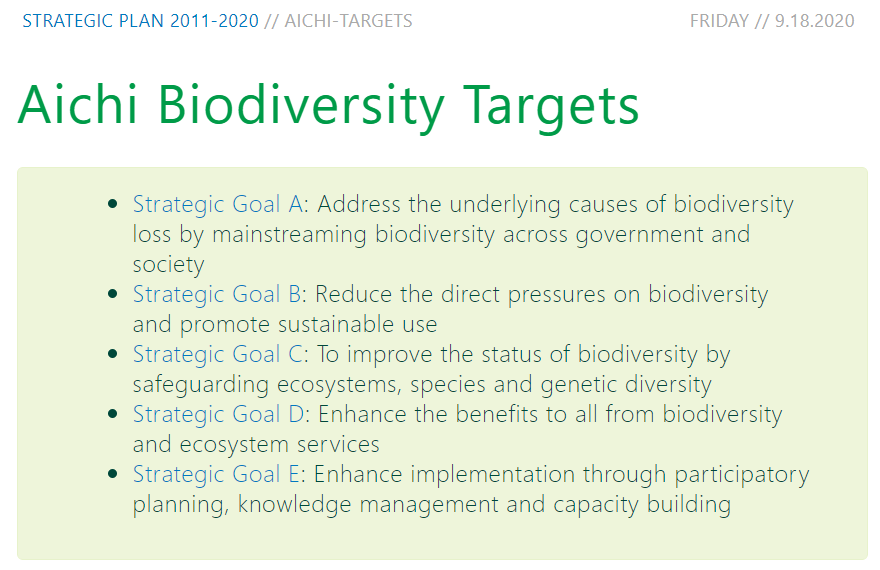 STRATEGIC PLAN 2011-2020 // AICHI-TARGETS FRIDAY // 9.18.2020
Aichi Biodiversity Targets
• Strategic Goal A: Address the underlying causes of biodiversity
loss by mainstreaming biodiversity across government and
society
• Strategic Goal B: Reduce the direct pressures on biodiversity
and promote sustainable use
• Strategic Goal C: To improve the status of biodiversity by
safeguarding ecosystems, species and genetic diversity
• Strategic Goal D: Enhance the benefits to all from biodiversity
and ecosystem services
• Strategic Goal E: Enhance implementation through participatory
planning, knowledge management and capacity building